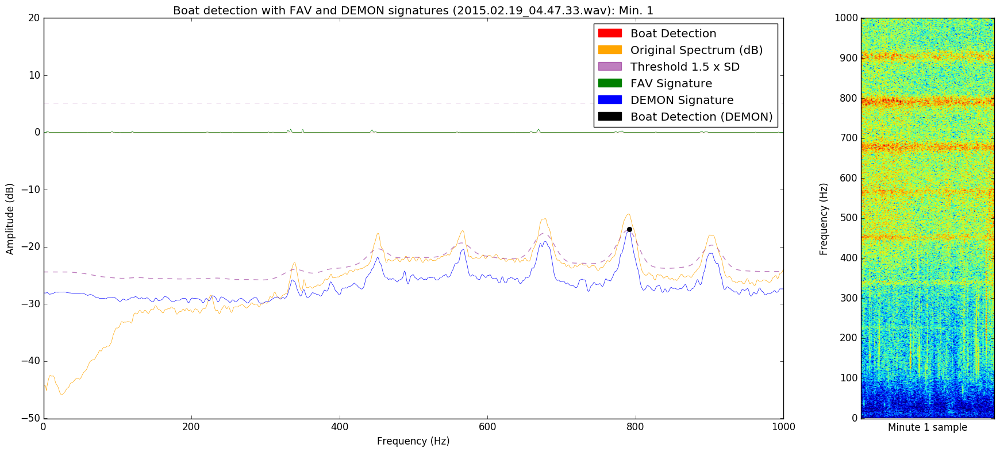 Boat detection with FAV and DEMON signatures (2015.02.19_04.47.33.wav): Min. 1
Boat Detection
Original Spectrum (dB)
Threshold 1.5 x SD
FAV Signature
DEMON Signature
Boat Detection (DEMON)
Amplitude (dB)
20
10
0
−10
−20
−30
−40
−50
0
200
400
600
800
1000
Frequency (Hz)
Frequency (Hz)
1000
900
800
700
600
500
400
300
200
100
0
Minute 1 sample